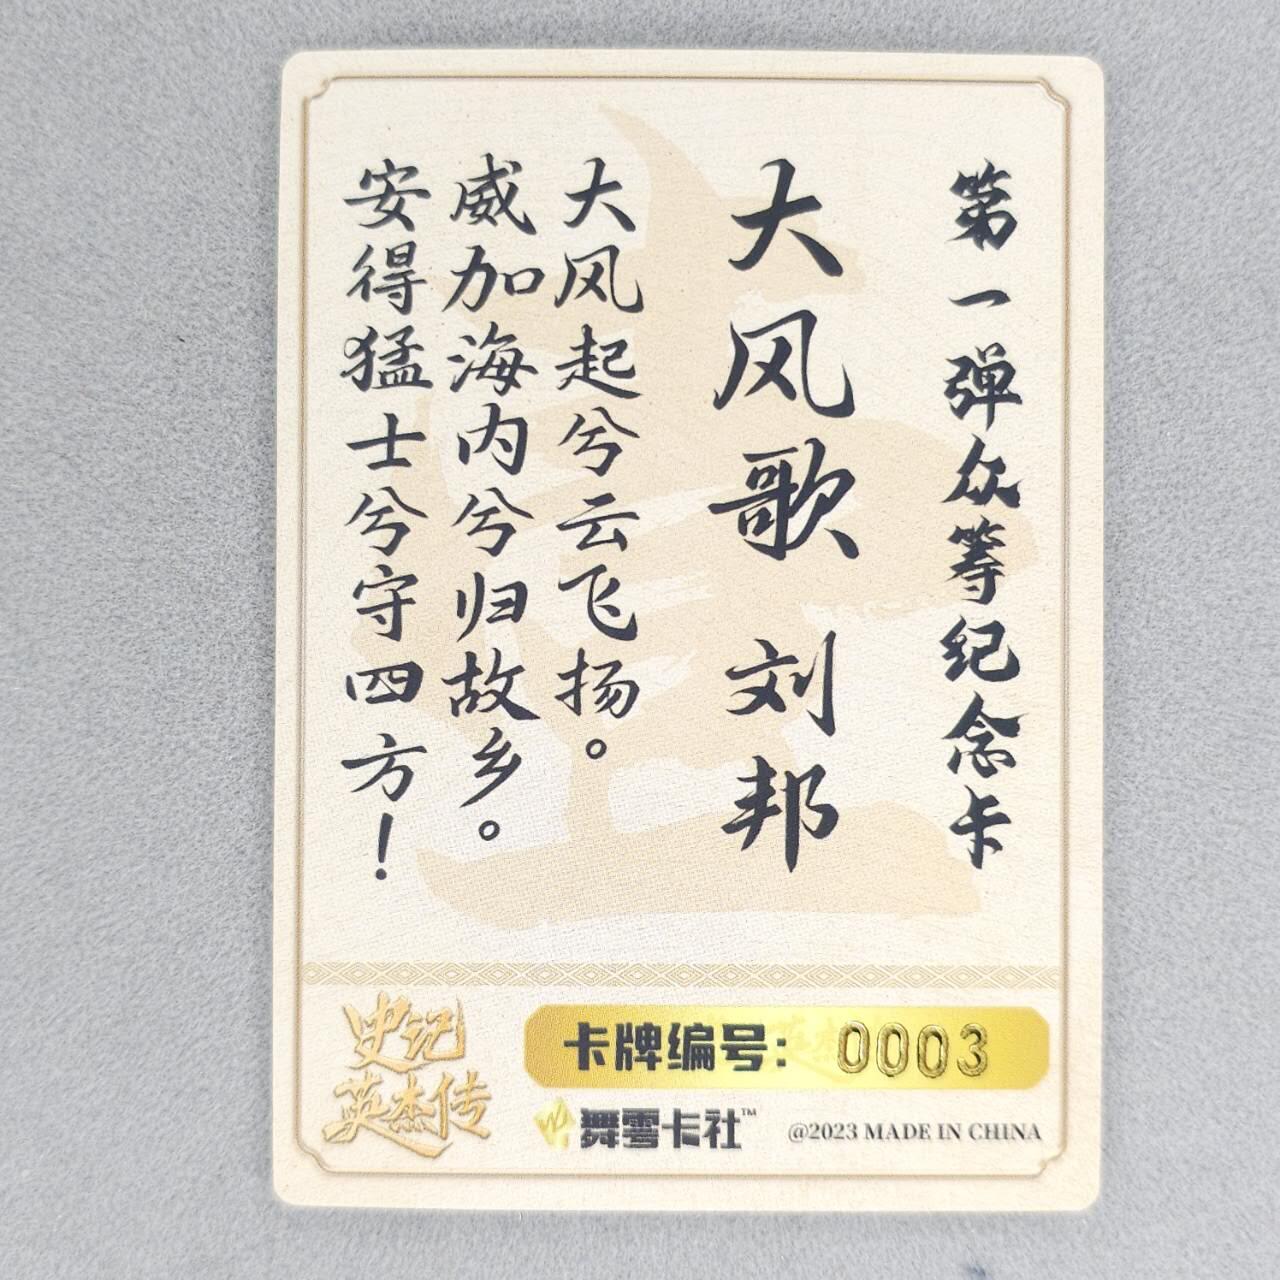 第一弹众筹纪念卡
大风歌 刘邦
大风起兮云飞扬。
威加海内兮归故乡。
安得猛士兮守四方！
史记
英杰传
卡牌编号：0003
舞雩卡社™
@2023 MADE IN CHINA